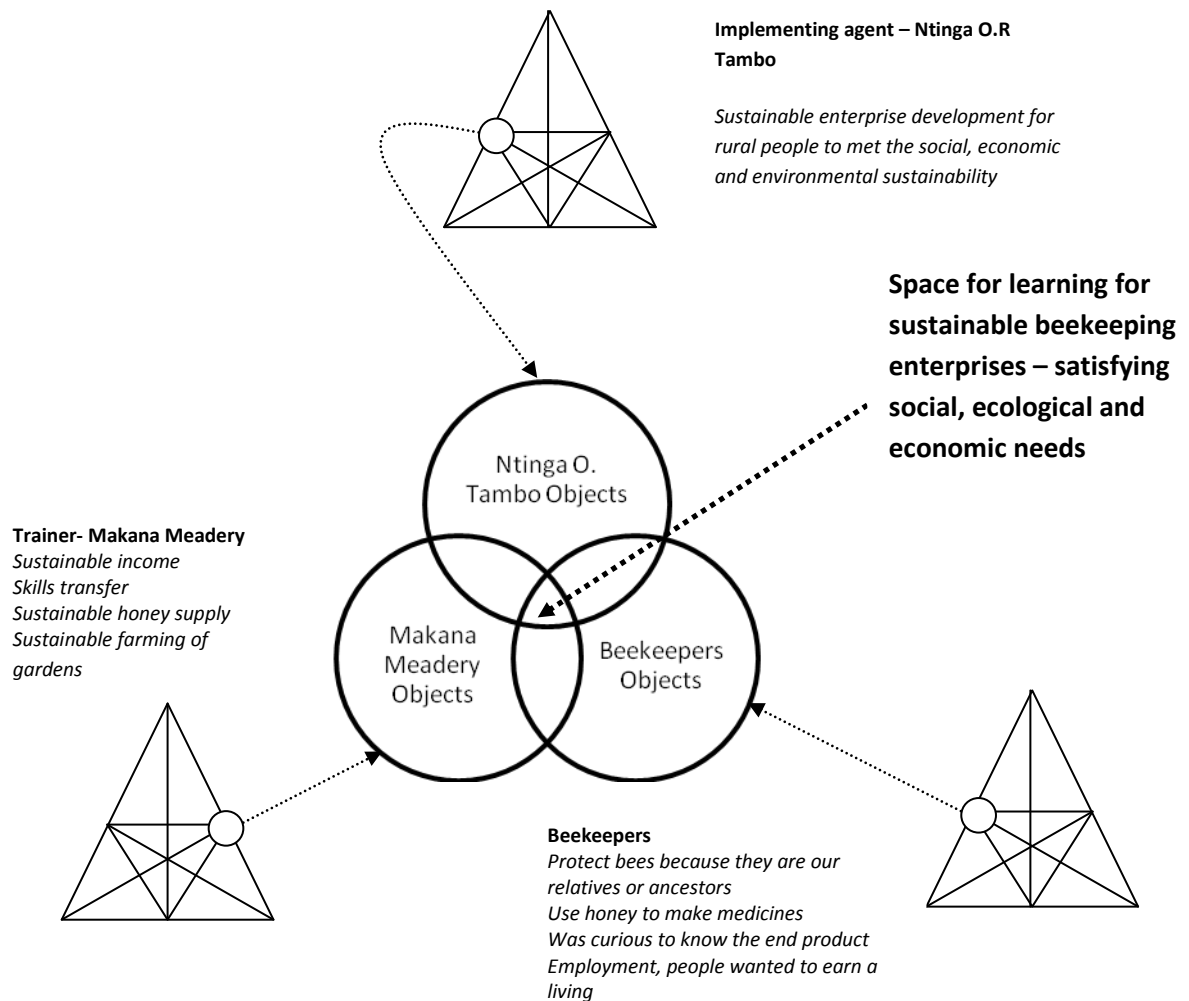 Implementing agent – Ntinga O.R
Tambo
Sustainable enterprise development for
rural people to met the social, economic
and environmental sustainability
Space for learning for
sustainable beekeeping
enterprises – satisfying
social, ecological and
economic needs
Ntinga O.
Tambo Objects
Trainer- Makana Meadery
Sustainable income
Skills transfer
Sustainable honey supply
Sustainable farming of
gardens
Makana
Meadery
Objects
Beekeepers
Objects
Beekeepers
Protect bees because they are our
relatives or ancestors
Use honey to make medicines
Was curious to know the end product
Employment, people wanted to earn a
living